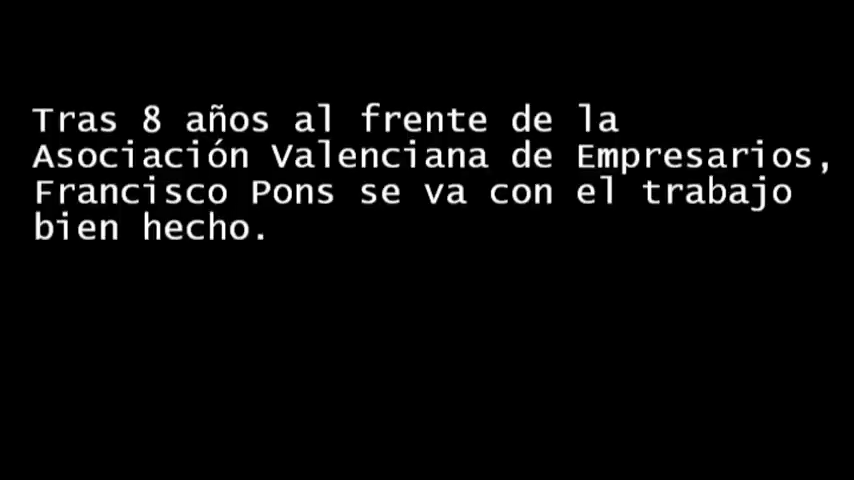 Tras 8 años al frente de la
Asociación Valenciana de Empresarios,
Francisco Pons se va con el trabajo
bien hecho.